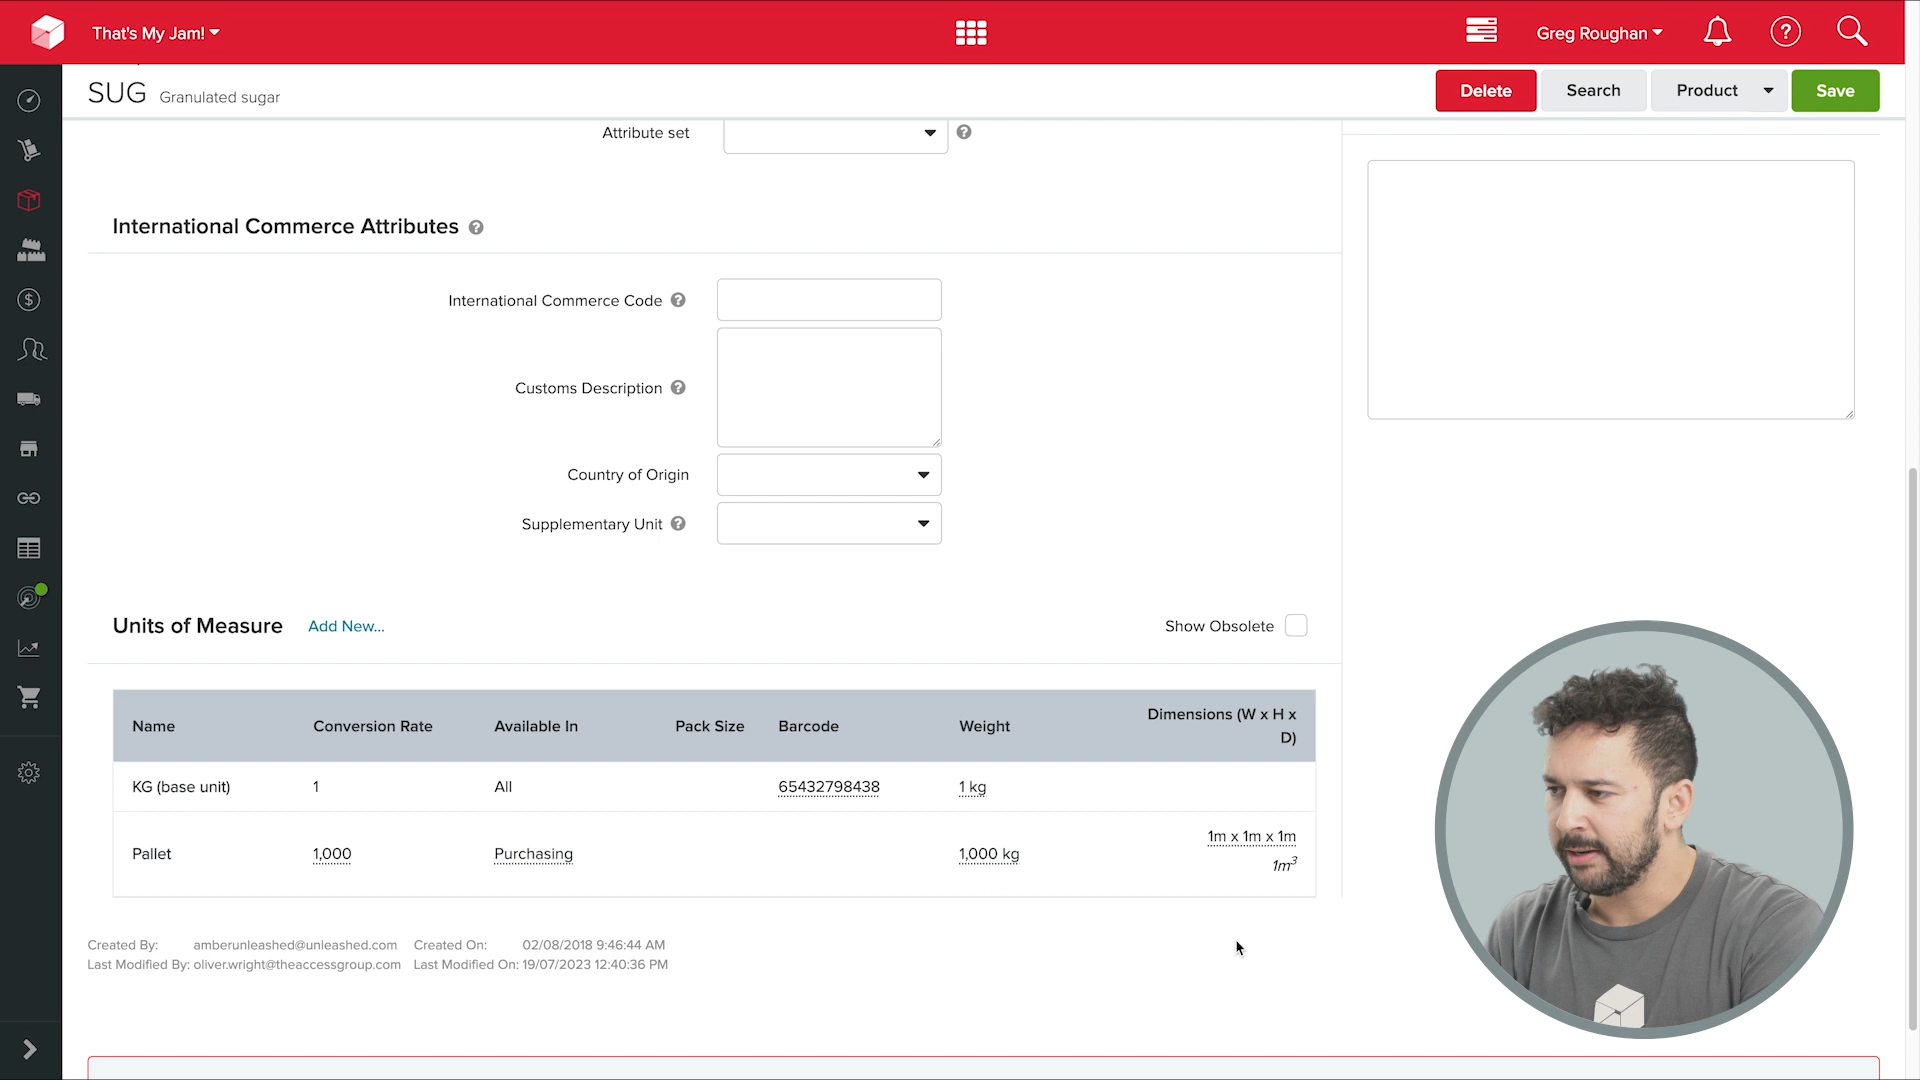 That's My Jam!
Greg Roughan
?
SUG Granulated sugar
Delete
Search
Product
Save
Attribute set ?
International Commerce Attributes ?
International Commerce Code ?
Customs Description ?
Country of Origin
Supplementary Unit ?
Units of Measure Add New... Show Obsolete
Name Conversion Rate Available In Pack Size Barcode Weight Dimensions (W x H x
D)
KG (base unit) 1 All 65432798438 1 kg
Pallet 1,000 Purchasing 1,000 kg 1m x 1m x 1m
1m³
Created By: amberunleashed@unleashed.com Created On: 02/08/2018 9:46:44 AM
Last Modified By: oliver.wright@theaccessgroup.com Last Modified On: 19/07/2023 12:40:36 PM